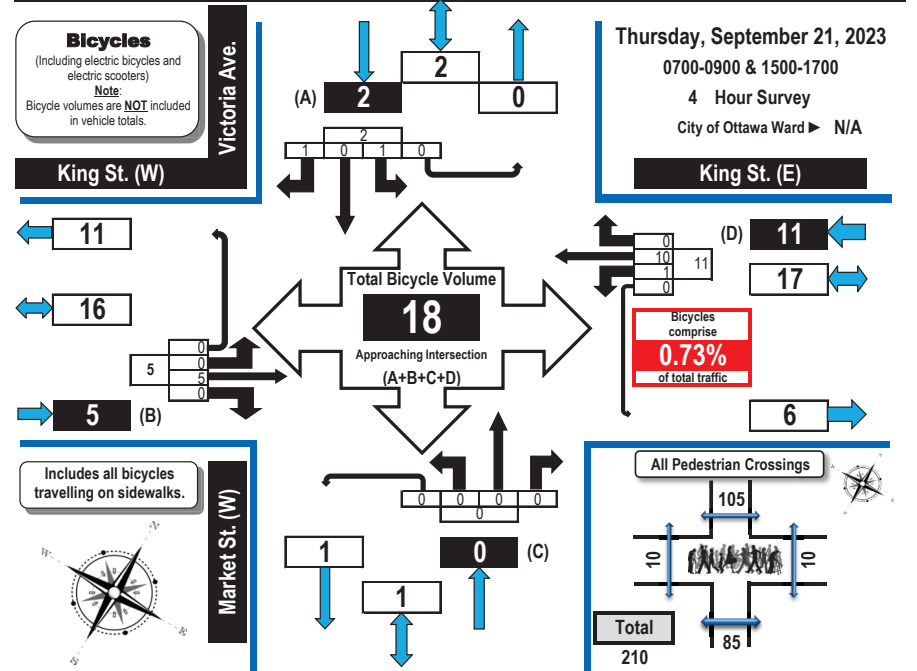 Bicycles
(Including electric bicycles and
electric scooters)
Note:
Bicycle volumes are NOT included
in vehicle totals.
Victoria Ave.
King St. (W)
2
(A) 2
0
2
1 0 1 0
Thursday, September 21, 2023
0700-0900 & 1500-1700
4 Hour Survey
City of Ottawa Ward ► N/A
King St. (E)
11
16
0
0
5
0
5
5 (B)
Total Bicycle Volume
18
Approaching Intersection
(A+B+C+D)
0
10
1
0
11
(D) 11
17
Bicycles
comprise
0.73%
of total traffic
6
Includes all bicycles
travelling on sidewalks.
N
W
E
S
Market St. (W)
0 0 0 0
0
1
0 (C)
1
All Pedestrian Crossings
105
10
10
85
Total
210